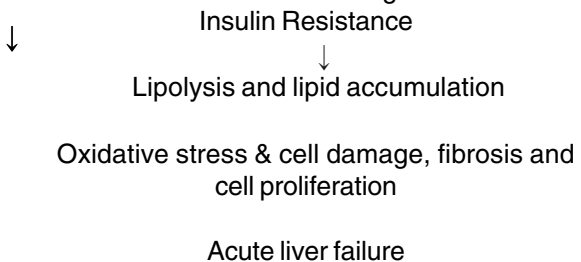 Insulin Resistance
↓
↓
Lipolysis and lipid accumulation
Oxidative stress & cell damage, fibrosis and
cell proliferation
Acute liver failure